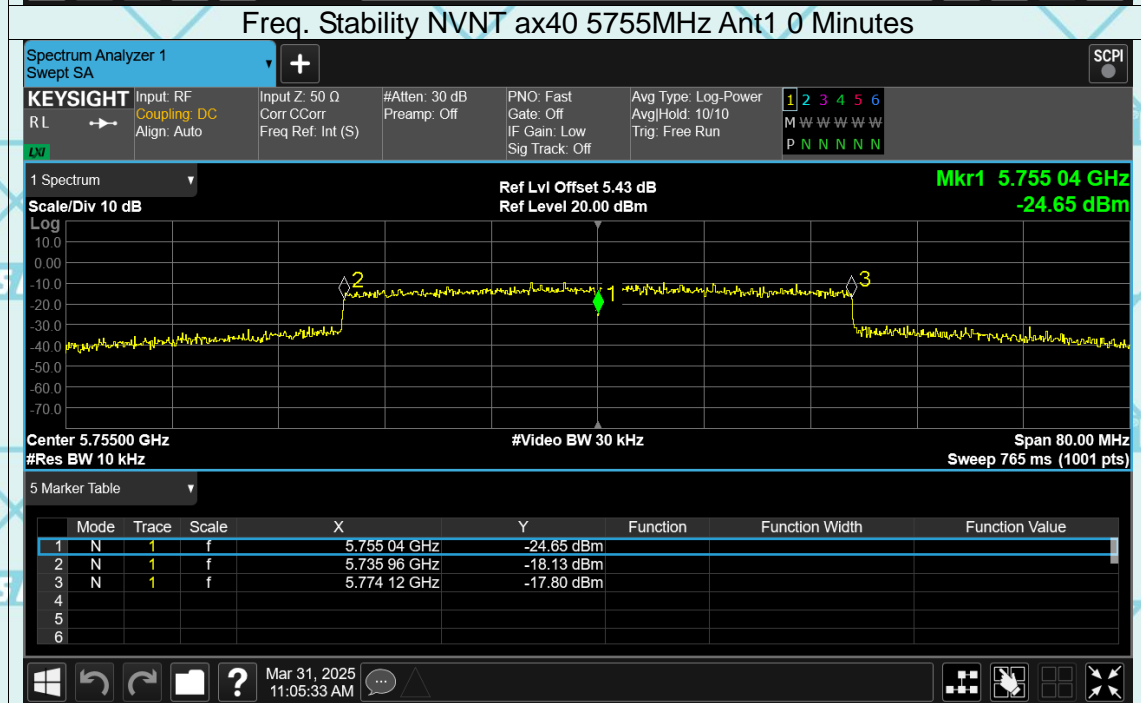 Freq. Stability NVNT ax40 5755MHz Ant1 0 Minutes
Spectrum Analyzer 1
Swept SA
+
SCPI
KEYSIGHT
RL
LXI
Input: RF
Coupling: DC
Align: Auto
Input Z: 50 Ω
Corr CCorr
Freq Ref: Int (S)
#Atten: 30 dB
Preamp: Off
PNO: Fast
Gate: Off
IF Gain: Low
Sig Track: Off
Avg Type: Log-Power
Avg|Hold: 10/10
Trig: Free Run
1 2 3 4 5 6
M W W W W W
P N N N N N
1 Spectrum
Scale/Div 10 dB
Ref Lvl Offset 5.43 dB
Ref Level 20.00 dBm
Mkr1 5.755 04 GHz
-24.65 dBm
Log
10.0
0.00
-10.0
-20.0
-30.0
-40.0
-50.0
-60.0
-70.0
2
1
3
Center 5.75500 GHz
#Video BW 30 kHz
Span 80.00 MHz
#Res BW 10 kHz
Sweep 765 ms (1001 pts)
5 Marker Table
Mode Trace Scale X Y Function Function Width Function Value
1 N 1 f 5.755 04 GHz -24.65 dBm
2 N 1 f 5.735 96 GHz -18.13 dBm
3 N 1 f 5.774 12 GHz -17.80 dBm
4
5
6
?
Mar 31, 2025
11:05:33 AM